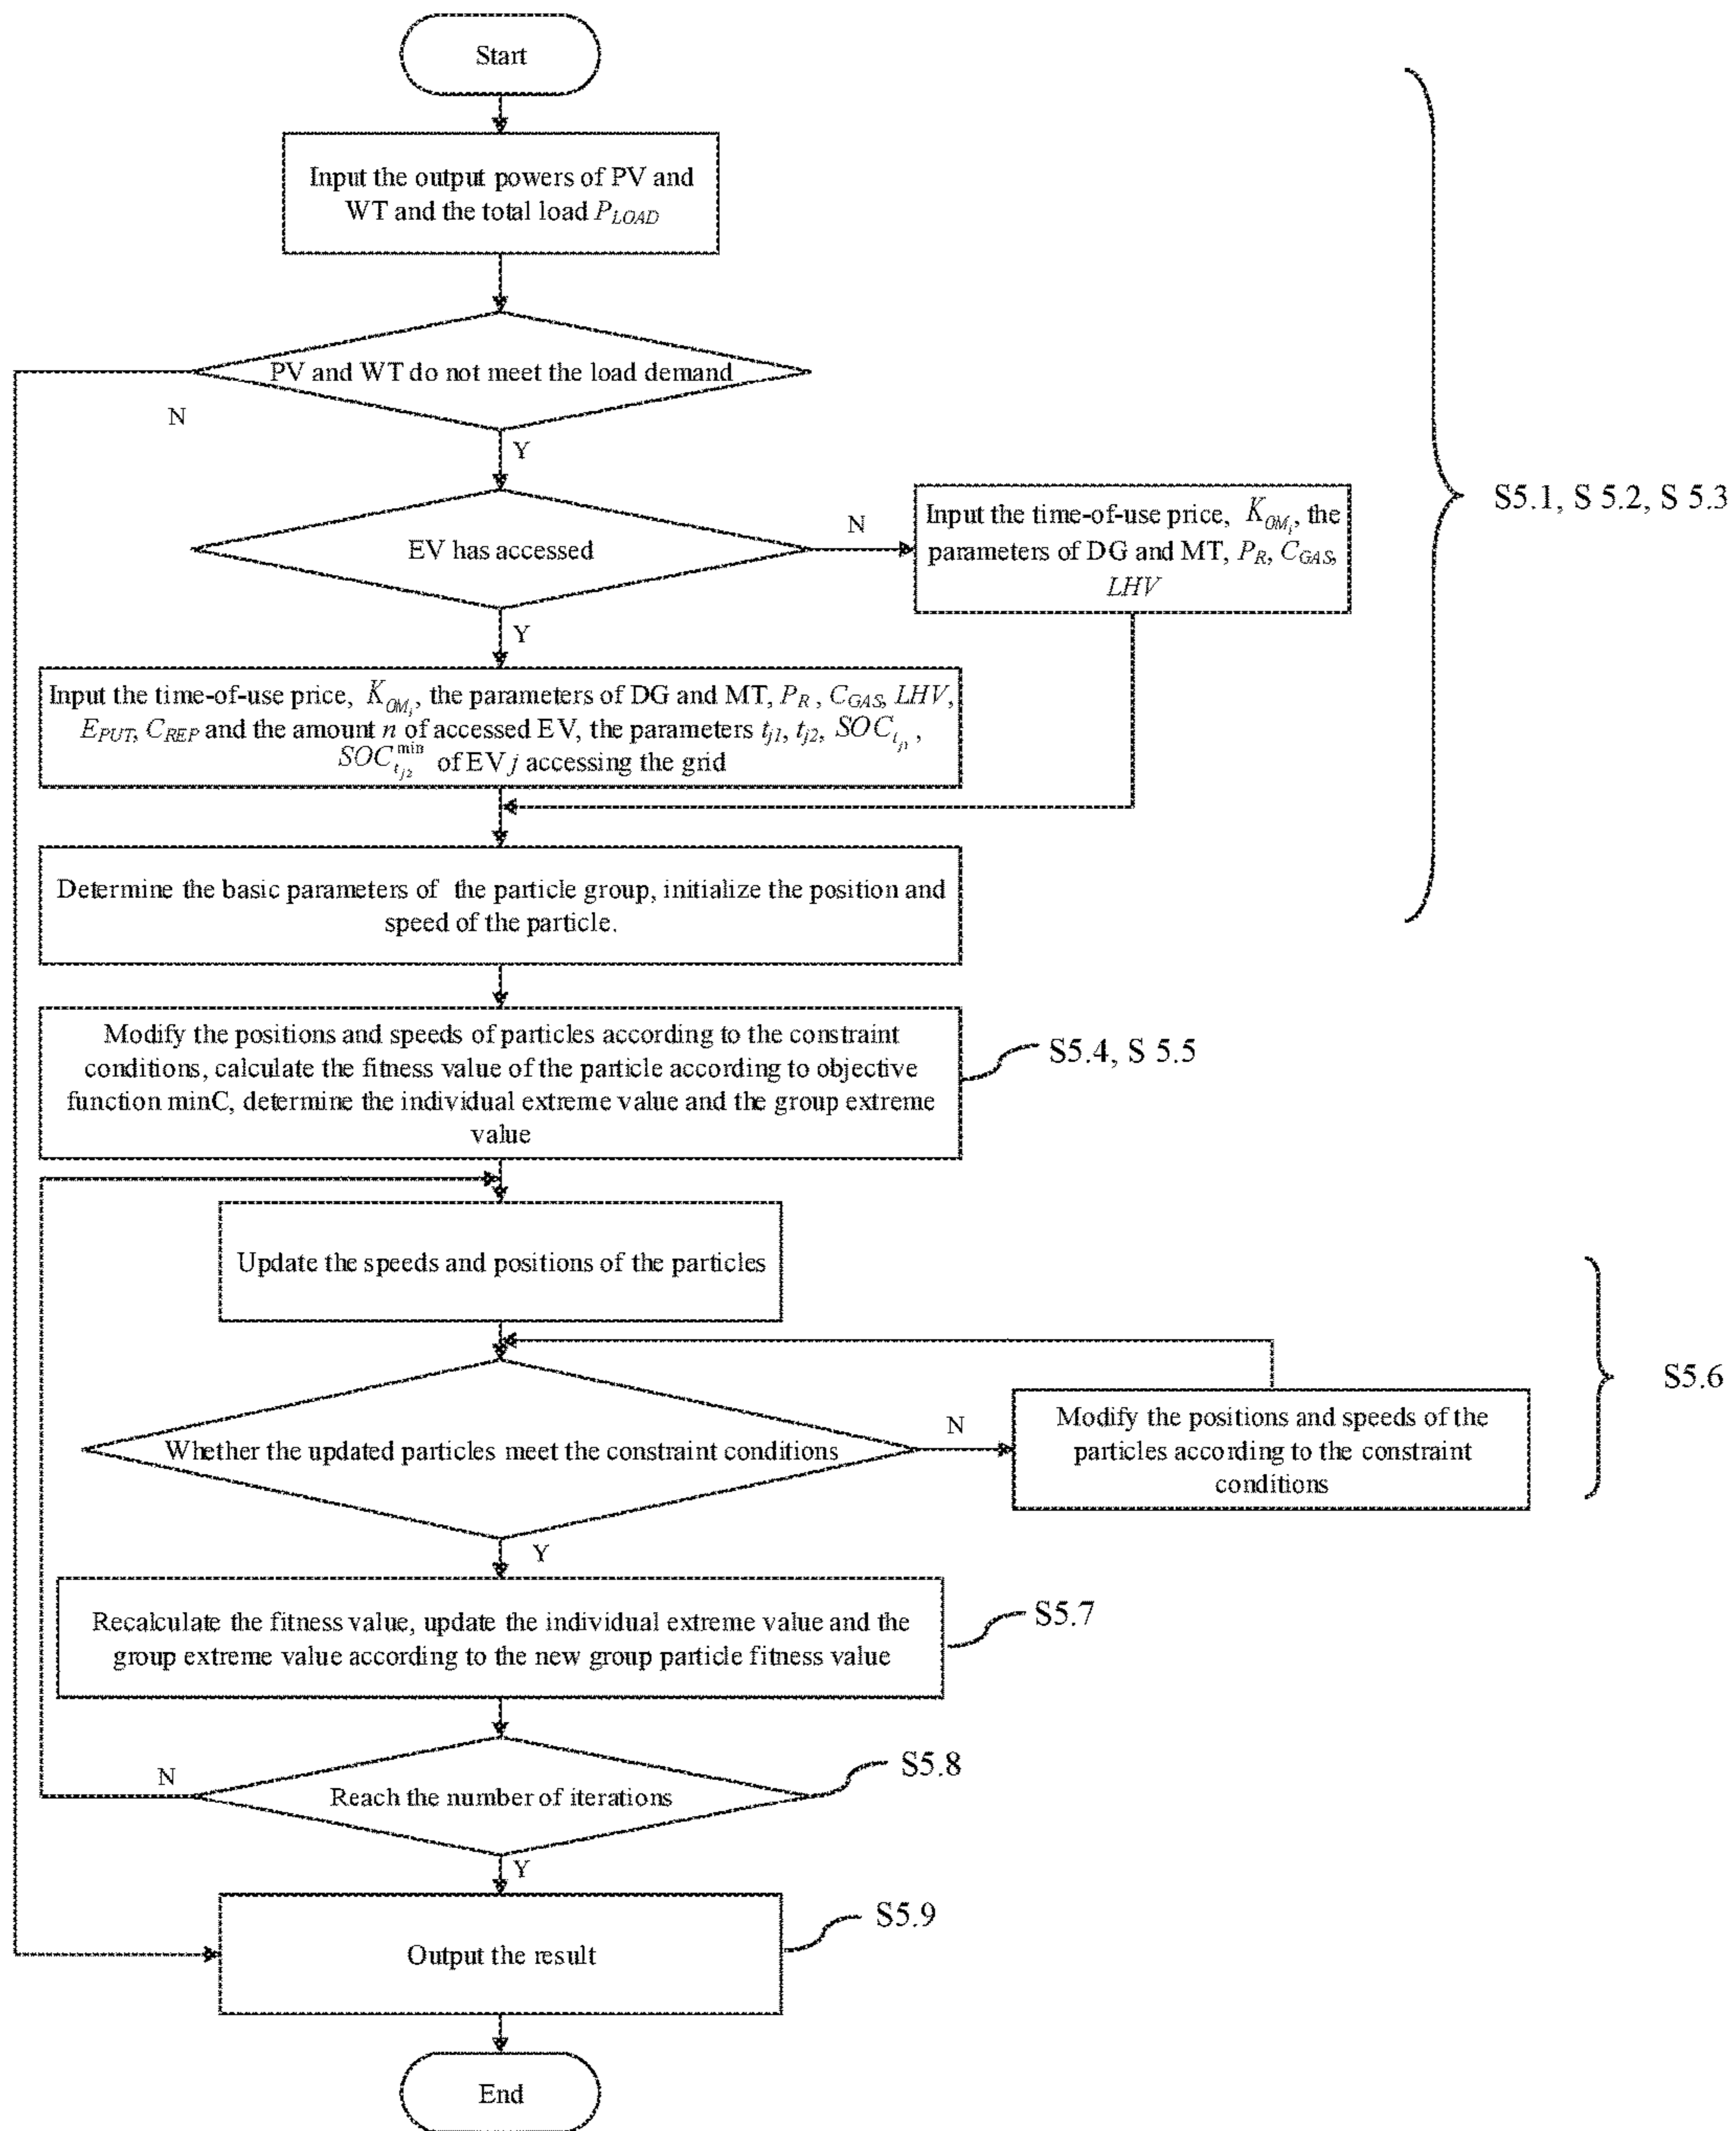 Start
Input the output powers of PV and
WT and the total load P_LOAD
PV and WT do not meet the load demand
N
Y
EV has accessed
N
Input the time-of-use price, K_OM_i, the
parameters of DG and MT, P_R, C_GAS,
LHV
S5.1, S 5.2, S 5.3
Y
Input the time-of-use price, K_OM_i, the parameters of DG and MT, P_R, C_GAS, LHV,
E_PUT, C_REP and the amount n of accessed EV, the parameters t_j1, t_j2, SOC_t_j1,
SOC_t_j2^min of EV j accessing the grid
Determine the basic parameters of the particle group, initialize the position and
speed of the particle.
Modify the positions and speeds of particles according to the constraint
conditions, calculate the fitness value of the particle according to objective
function minC, determine the individual extreme value and the group extreme
value
S5.4, S 5.5
Update the speeds and positions of the particles
Whether the updated particles meet the constraint conditions
N
Modify the positions and speeds of the
particles according to the constraint
conditions
S5.6
Y
Recalculate the fitness value, update the individual extreme value and the
group extreme value according to the new group particle fitness value
S5.7
N
Reach the number of iterations
S5.8
Y
Output the result
S5.9
End